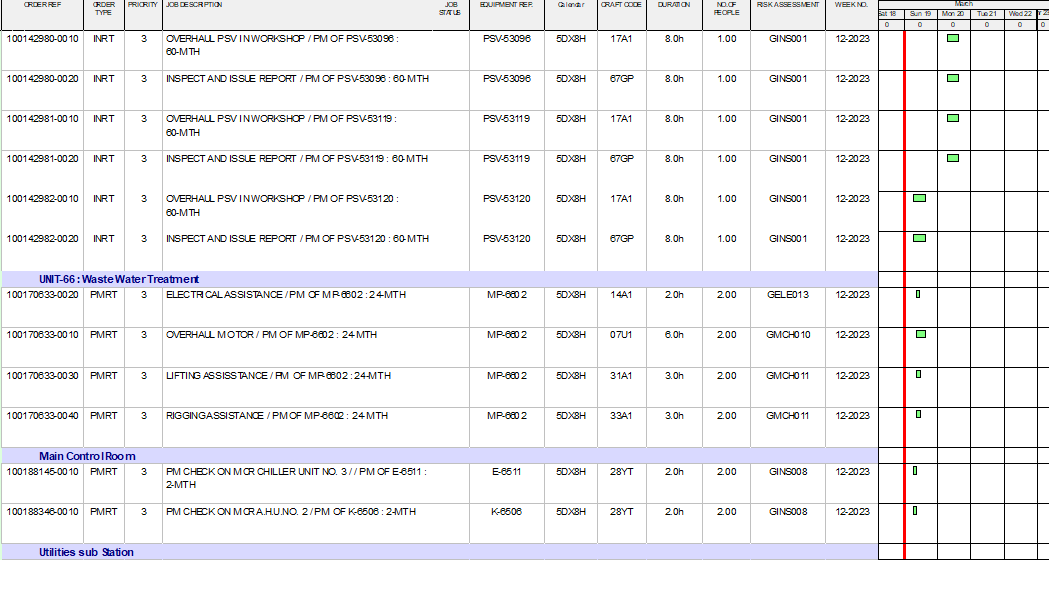 ORDER REF ORDER TYPE PRIORITY JOB DESCRIPTION JOB STATUS EQUIPMENT REF. Calendar CRAFT CODE DURATION NO.OF PEOPLE RISK ASSESSMENT WEEK NO. March
Sat 18 Sun 19 Mon 20 Tue 21 Wed 22
0 0 0 0 0 0
100142980-0010 INRT 3 OVERHAUL PSV IN WORKSHOP / PM OF PSV-53096 : PSV-53096 5DX8H 17A1 8.0h 1.00 GINS001 12-2023
60-MTH
100142980-0020 INRT 3 INSPECT AND ISSUE REPORT / PM OF PSV-53096 : 60-MTH PSV-53096 5DX8H 67GP 8.0h 1.00 GINS001 12-2023
100142981-0010 INRT 3 OVERHAUL PSV IN WORKSHOP / PM OF PSV-53119 : PSV-53119 5DX8H 17A1 8.0h 1.00 GINS001 12-2023
60-MTH
100142981-0020 INRT 3 INSPECT AND ISSUE REPORT / PM OF PSV-53119 : 60-MTH PSV-53119 5DX8H 67GP 8.0h 1.00 GINS001 12-2023
100142982-0010 INRT 3 OVERHAUL PSV IN WORKSHOP / PM OF PSV-53120 : PSV-53120 5DX8H 17A1 8.0h 1.00 GINS001 12-2023
60-MTH
100142982-0020 INRT 3 INSPECT AND ISSUE REPORT / PM OF PSV-53120 : 60-MTH PSV-53120 5DX8H 67GP 8.0h 1.00 GINS001 12-2023
UNIT-66 : Waste Water Treatment
100170633-0020 PMRT 3 ELECTRICAL ASSISTANCE / PM OF MP-6602 : 24-MTH MP-6602 5DX8H 14A1 2.0h 2.00 GELE013 12-2023
100170633-0010 PMRT 3 OVERHAUL MOTOR / PM OF MP-6602 : 24-MTH MP-6602 5DX8H 07U1 6.0h 2.00 GMCH010 12-2023
100170633-0030 PMRT 3 LIFTING ASSISSTANCE / PM OF MP-6602 : 24-MTH MP-6602 5DX8H 31A1 3.0h 2.00 GMCH011 12-2023
100170633-0040 PMRT 3 RIGGING ASSISTANCE / PM OF MP-6602 : 24-MTH MP-6602 5DX8H 33A1 3.0h 2.00 GMCH011 12-2023
Main Control Room
100188145-0010 PMRT 3 PM CHECK ON MCR CHILLER UNIT NO. 3 / / PM OF E-6511 : E-6511 5DX8H 28YT 2.0h 2.00 GINS008 12-2023
2-MTH
100188346-0010 PMRT 3 PM CHECK ON MCR A.H.U.NO. 2 / PM OF K-6506 : 2-MTH K-6506 5DX8H 28YT 2.0h 2.00 GINS008 12-2023
Utilities sub Station